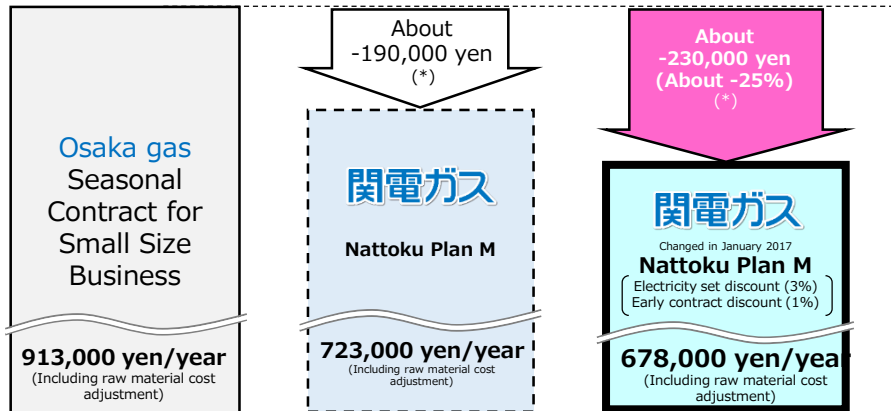 Osaka gas
Seasonal
Contract for
Small Size
Business
913,000 yen/year
(Including raw material cost
adjustment)
About
-190,000 yen
(*)
関電ガス
Nattoku Plan M
723,000 yen/year
(Including raw material cost
adjustment)
About
-230,000 yen
(About -25%)
(*)
関電ガス
Changed in January 2017
Nattoku Plan M
Electricity set discount (3%)
Early contract discount (1%)
678,000 yen/year
(Including raw material cost
adjustment)